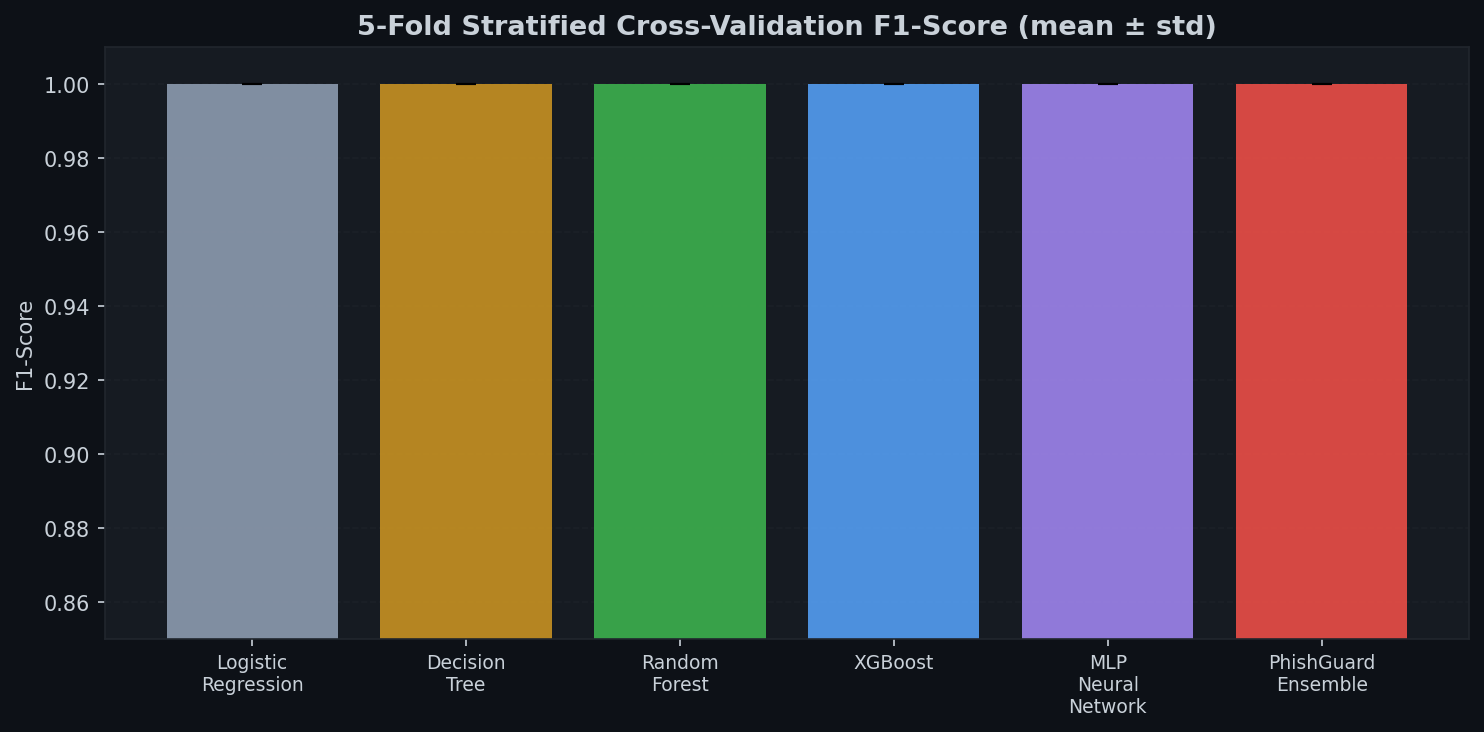 5-Fold Stratified Cross-Validation F1-Score (mean ± std)
F1-Score
1.00
0.98
0.96
0.94
0.92
0.90
0.88
0.86
Logistic
Regression
Decision
Tree
Random
Forest
XGBoost
MLP
Neural
Network
PhishGuard
Ensemble